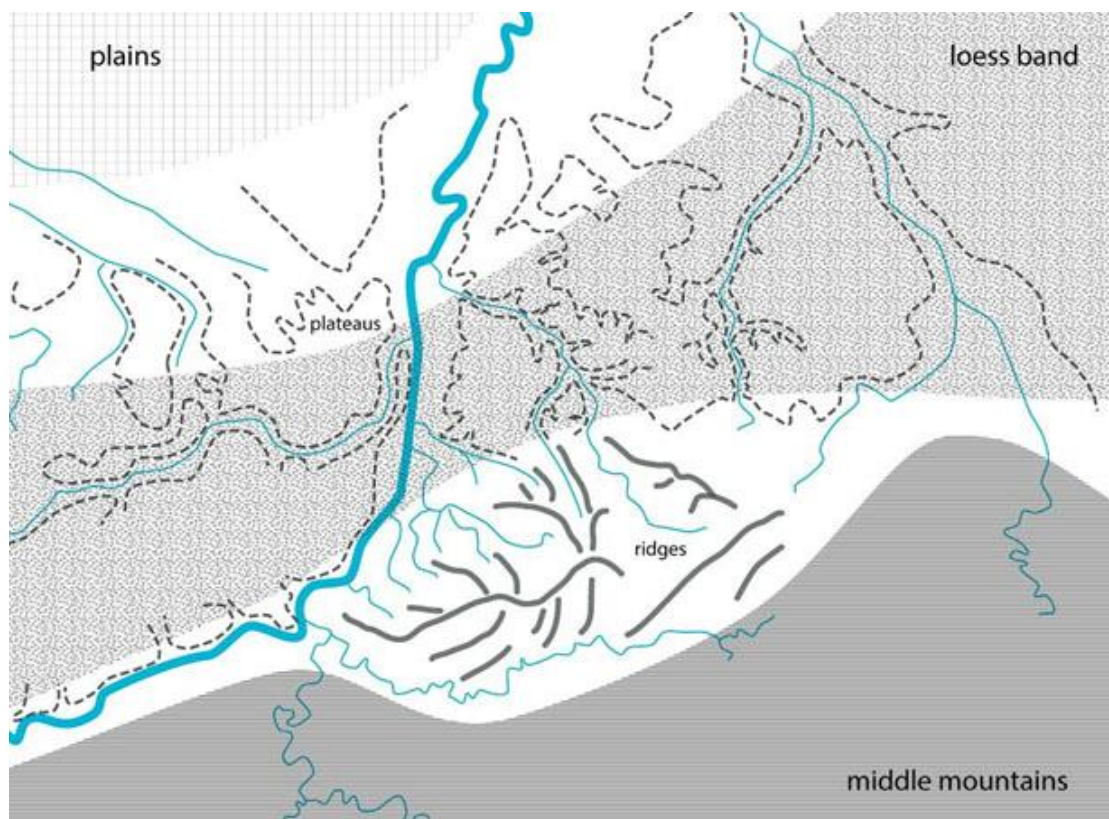 plains
loess band
plateaus
ridges
middle mountains